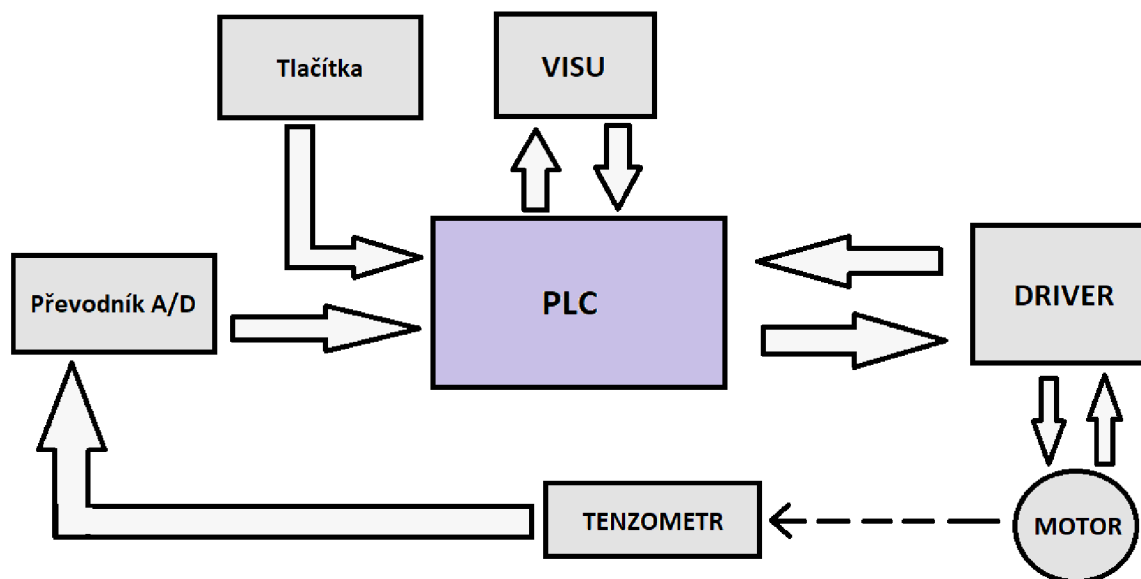 Tlačítka
VISU
Převodník A/D
PLC
DRIVER
TENZOMETR
MOTOR